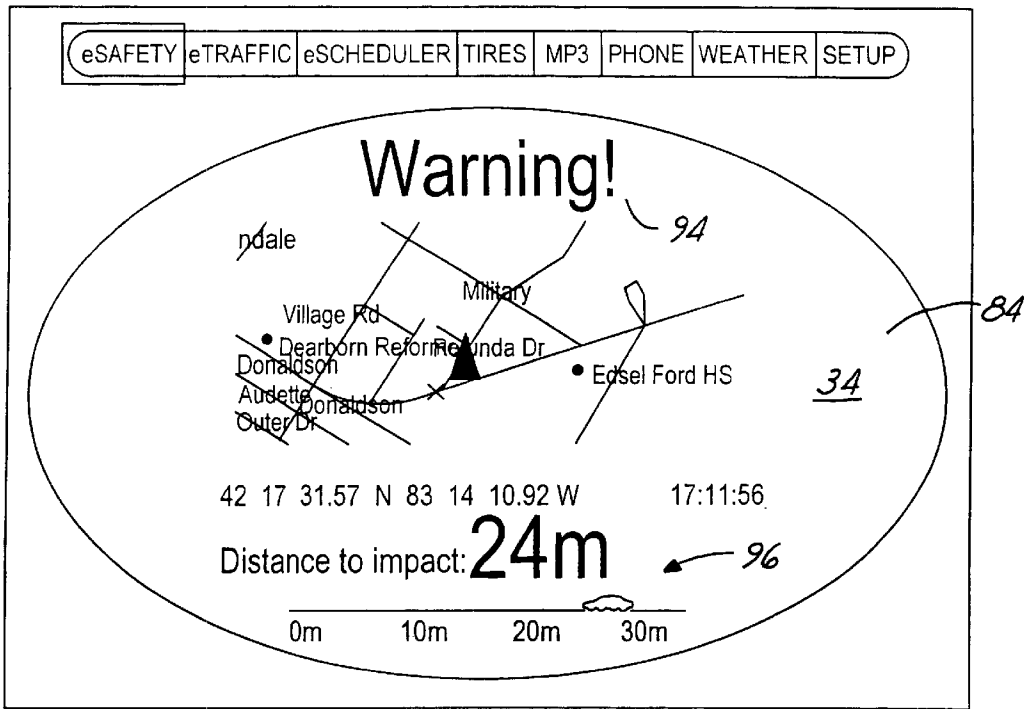 eSAFETY eTRAFFIC eSCHEDULER TIRES MP3 PHONE WEATHER SETUP
Warning!
94
ndale
Military
Village Rd
84
Dearborn Reforme Rotunda Dr
Donaldson
Edsel Ford HS
34
Audette
Donaldson
Outer Dr
42 17 31.57 N 83 14 10.92 W 17:11:56
Distance to impact: 24m
96
0m 10m 20m 30m